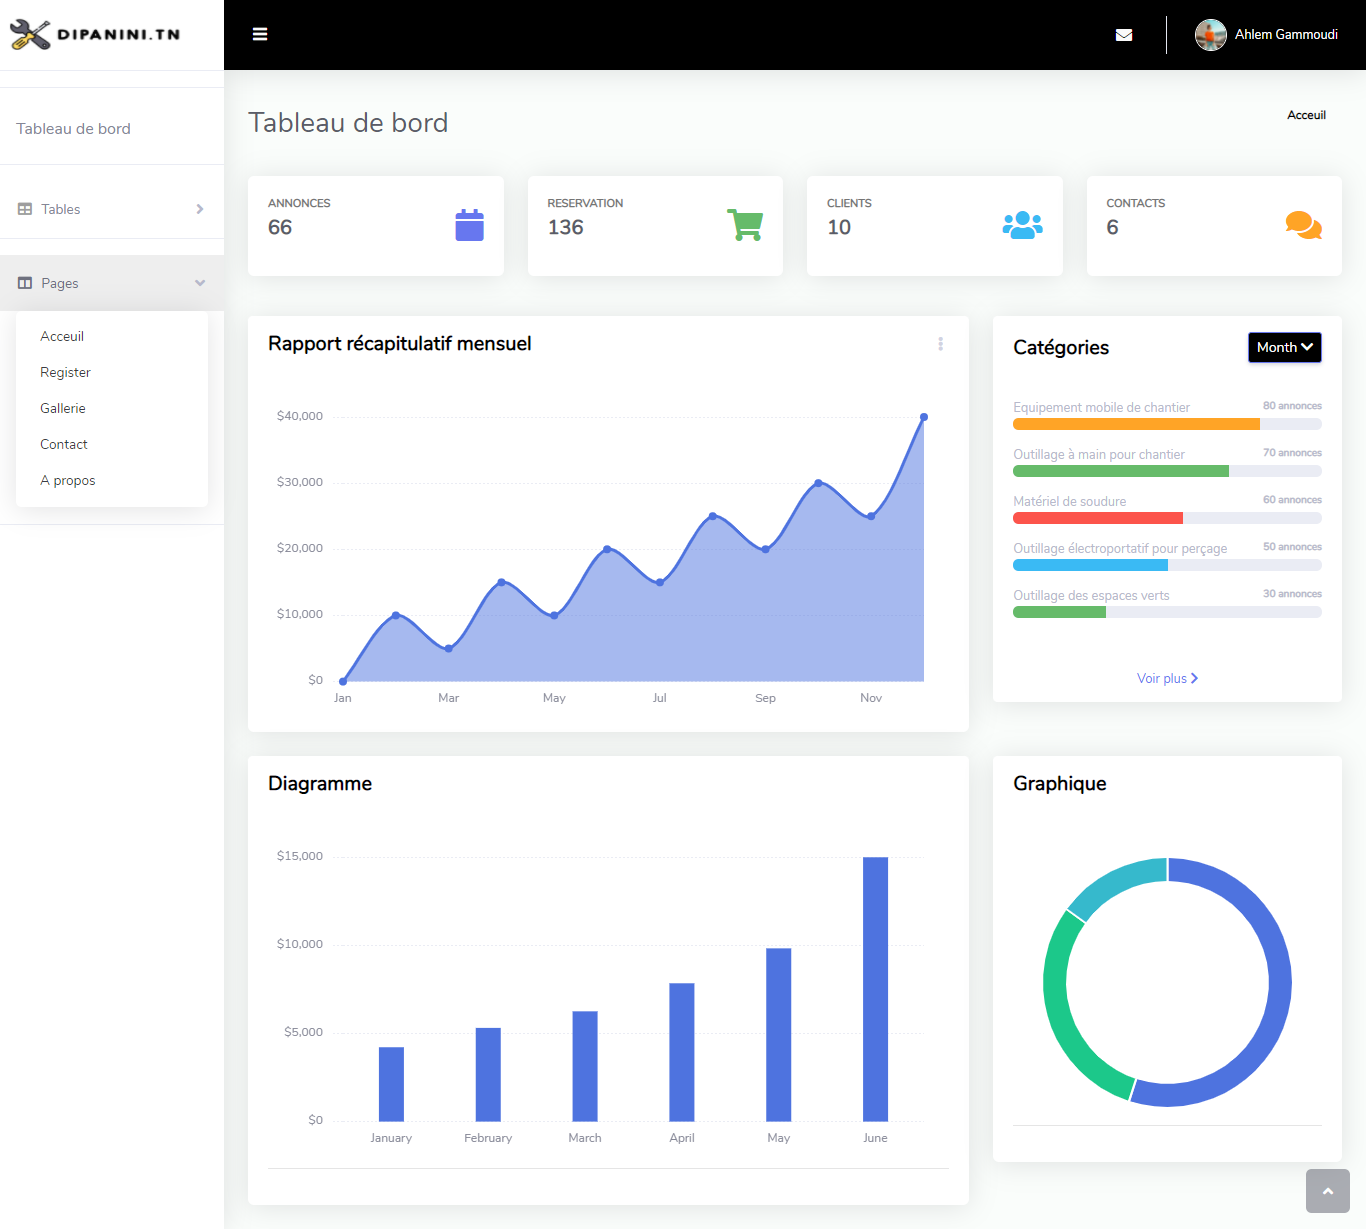 DIPANINI.TN
Ahlem Gammoudi
Tableau de bord
Tables
Pages
Acceuil
Register
Gallerie
Contact
A propos
Tableau de bord
Acceuil
ANNONCES
66
RESERVATION
136
CLIENTS
10
CONTACTS
6
Rapport récapitulatif mensuel
$40,000
$30,000
$20,000
$10,000
$0
Jan Mar May Jul Sep Nov
Catégories
Month
Equipement mobile de chantier 80 annonces
Outillage à main pour chantier 70 annonces
Matériel de soudure 60 annonces
Outillage électroportatif pour perçage 50 annonces
Outillage des espaces verts 30 annonces
Voir plus
Diagramme
$15,000
$10,000
$5,000
$0
January February March April May June
Graphique